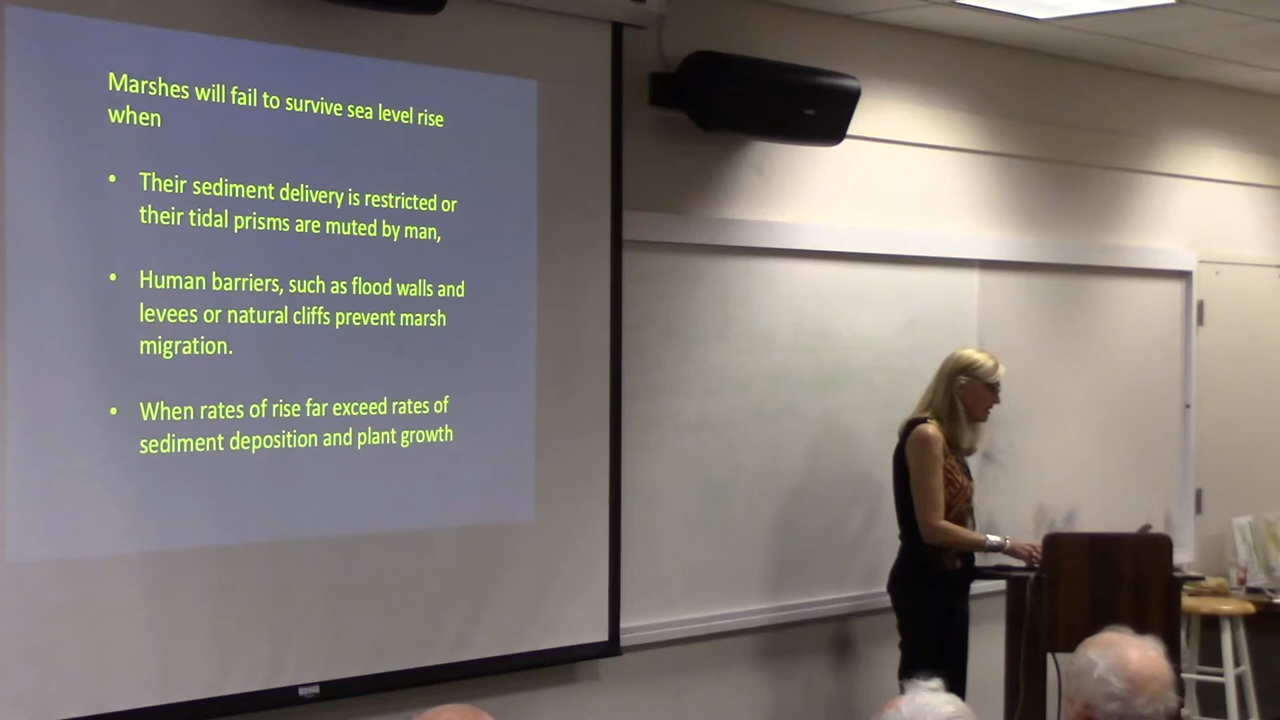 Marshes will fail to survive sea level rise
when
• Their sediment delivery is restricted or
their tidal prisms are muted by man,
• Human barriers, such as flood walls and
levees or natural cliffs prevent marsh
migration.
• When rates of rise far exceed rates of
sediment deposition and plant growth